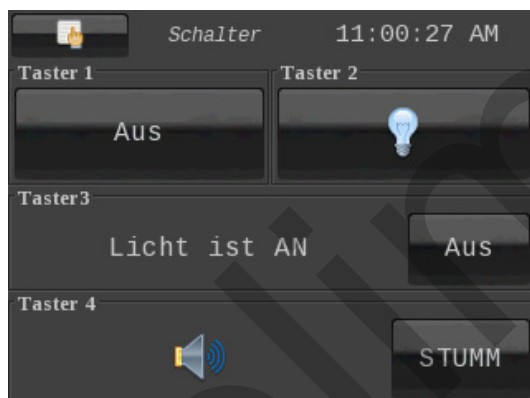 Schalter 11:00:27 AM
Taster 1 Taster 2
Aus
Taster3
Licht ist AN Aus
Taster 4
STUMM